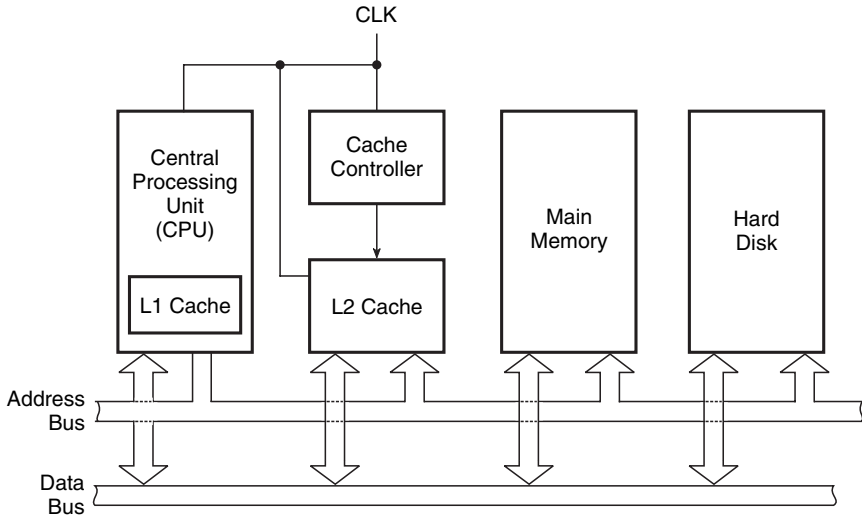 CLK
Central
Processing
Unit
(CPU)
L1 Cache
Cache
Controller
L2 Cache
Main
Memory
Hard
Disk
Address
Bus
Data
Bus